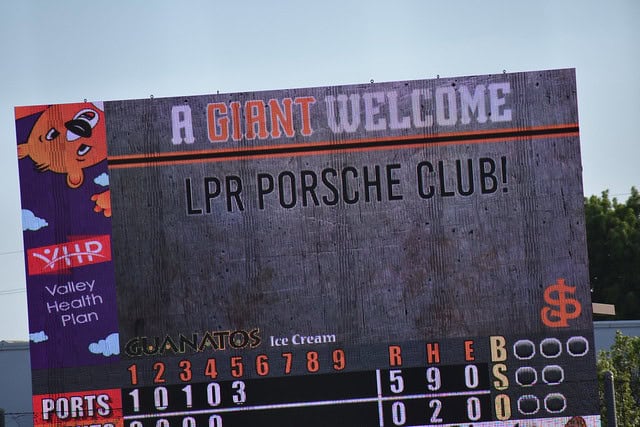 A GIANT WELCOME
LPR PORSCHE CLUB!
VHP
Valley
Health
Plan
SJ
GUANATOS Ice Cream
1 2 3 4 5 6 7 8 9 R H E B
PORTS 1 0 1 0 3 5 9 0 S
0 2 0 O